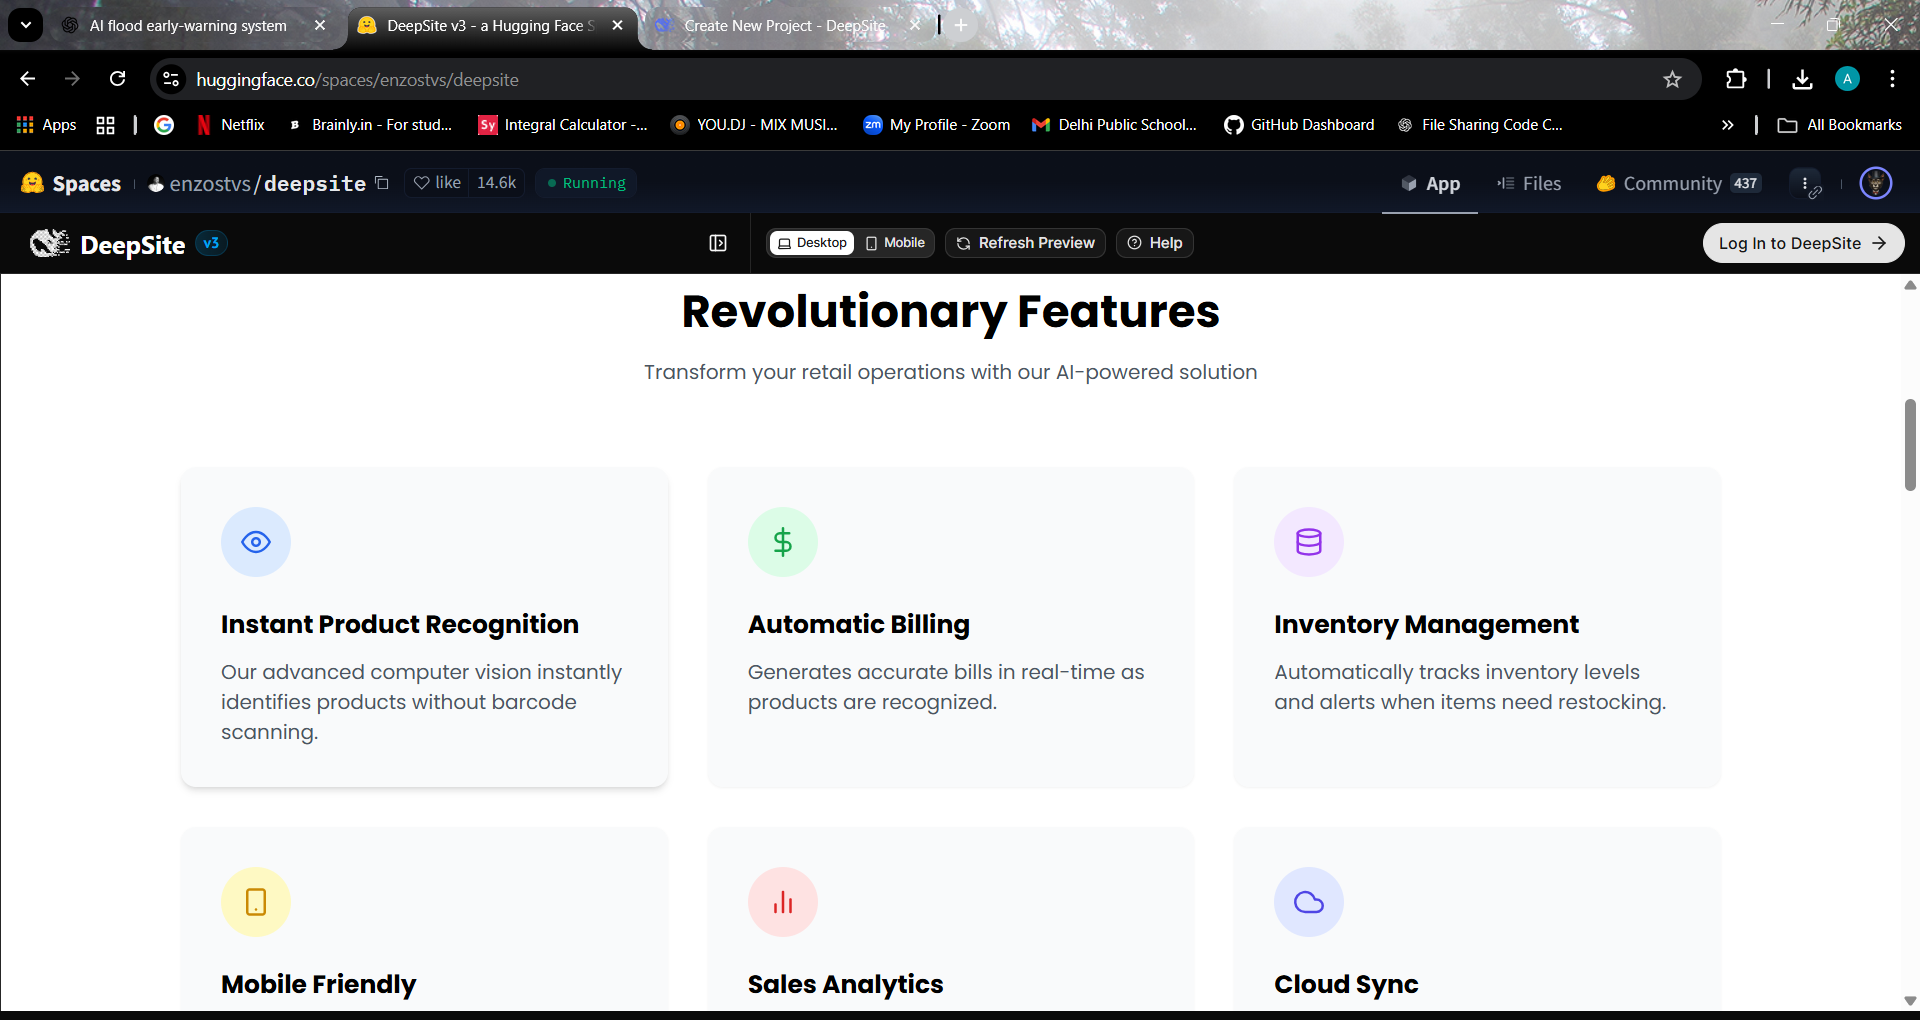 AI flood early-warning system
DeepSite v3 - a Hugging Face S
Create New Project - DeepSite
huggingface.co/spaces/enzostvs/deepsite
A
Apps
Netflix
Brainly.in - For stud...
Sy
Integral Calculator -...
YOU.DJ - MIX MUSI...
zm
My Profile - Zoom
Delhi Public School...
GitHub Dashboard
File Sharing Code C...
All Bookmarks
Spaces
enzostvs/deepsite
like
14.6k
Running
App
Files
Community
437
DeepSite
v3
Desktop
Mobile
Refresh Preview
Help
Log In to DeepSite
Revolutionary Features
Transform your retail operations with our AI-powered solution
Instant Product Recognition
Our advanced computer vision instantly
identifies products without barcode
scanning.
Automatic Billing
Generates accurate bills in real-time as
products are recognized.
Inventory Management
Automatically tracks inventory levels
and alerts when items need restocking.
Mobile Friendly
Sales Analytics
Cloud Sync